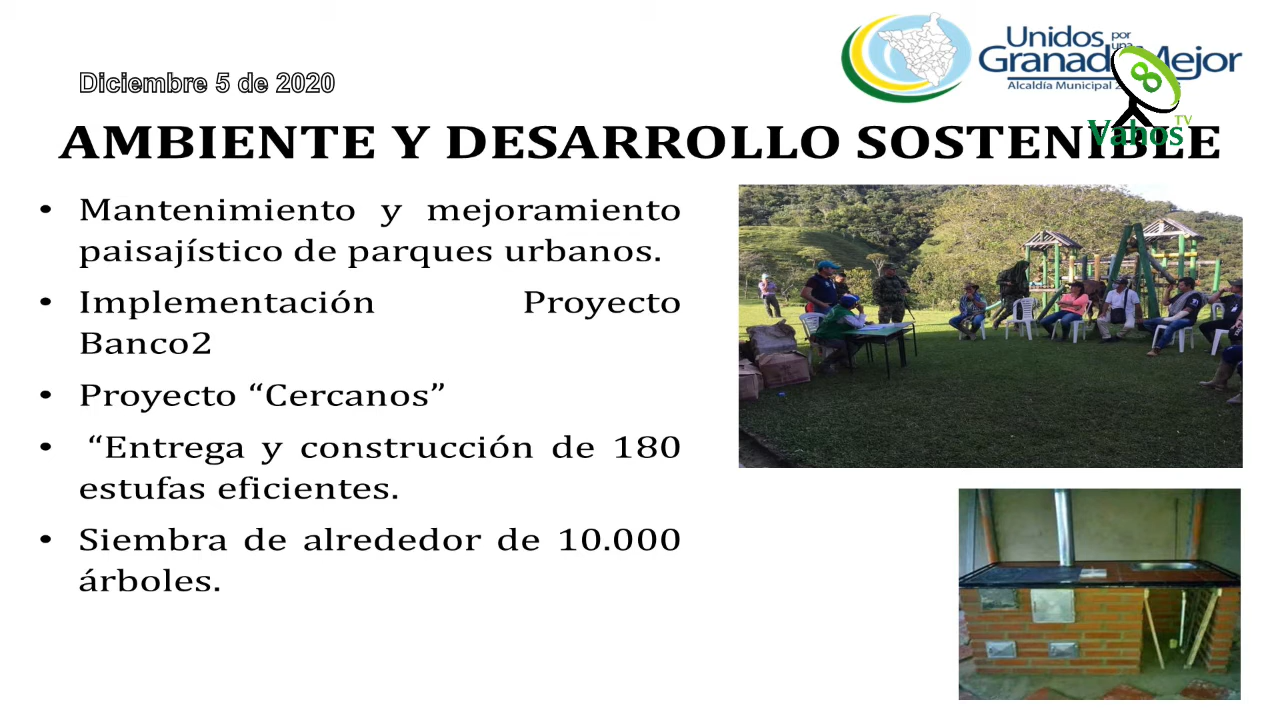 Diciembre 5 de 2020
Unidos por
una
Granada Mejor
Alcaldía Municipal
8
TV
Vahos
AMBIENTE Y DESARROLLO SOSTENIBLE
• Mantenimiento y mejoramiento
paisajístico de parques urbanos.
• Implementación Proyecto
Banco2
• Proyecto “Cercanos”
• “Entrega y construcción de 180
estufas eficientes.
• Siembra de alrededor de 10.000
árboles.